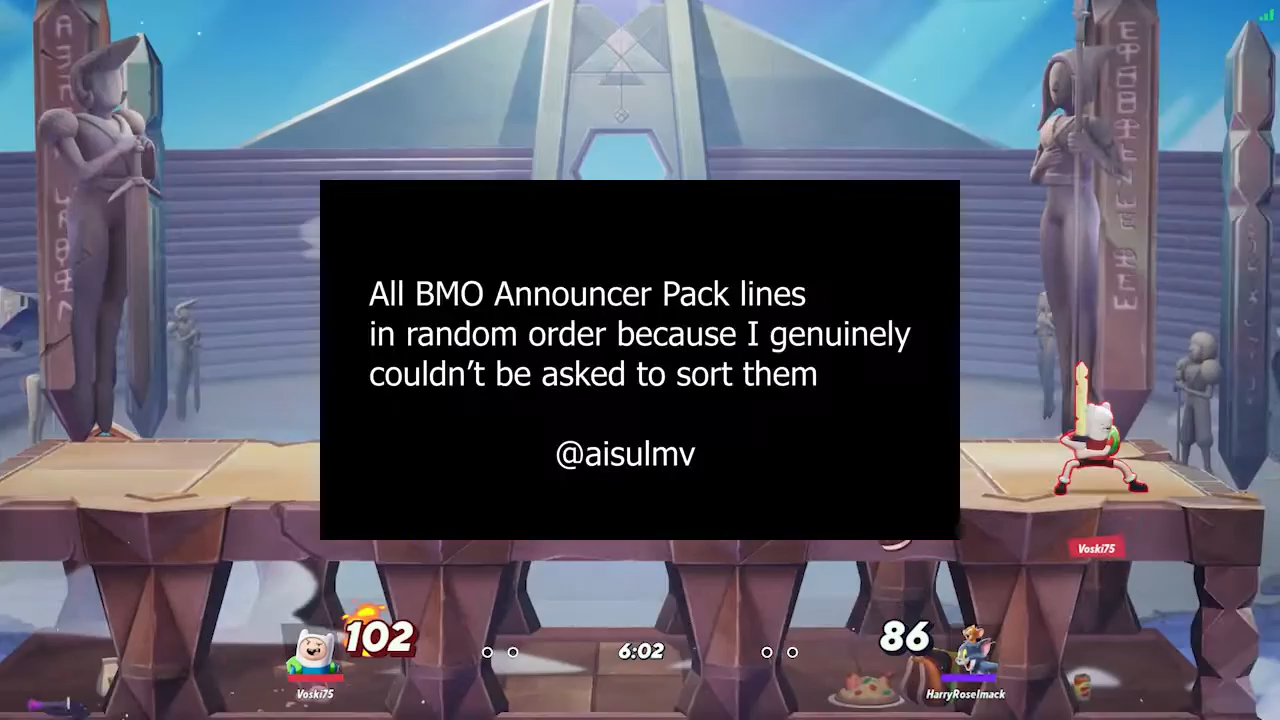 All BMO Announcer Pack lines
in random order because I genuinely
couldn't be asked to sort them
@aisulmv
Voski75
102
6:02
86
Voski75
HarryRoseImack